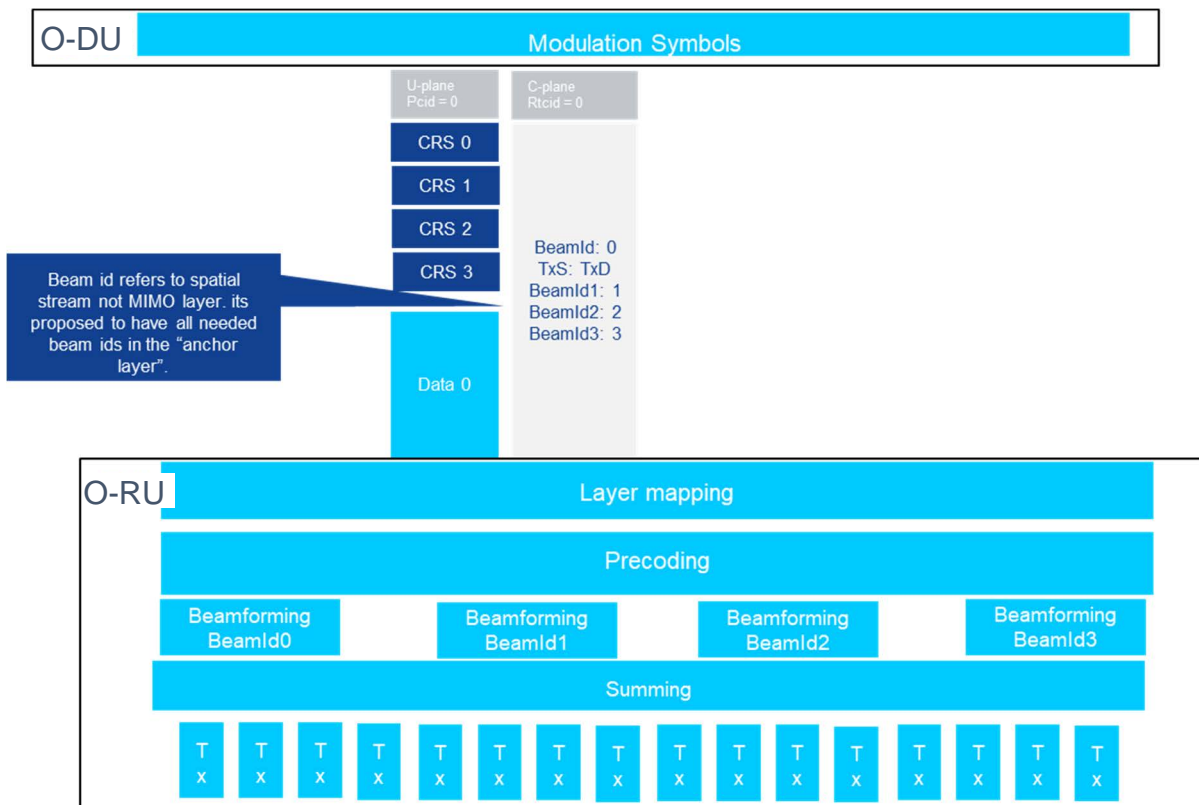 O-DU
Modulation Symbols
U-plane
Pcid = 0
C-plane
Rtcid = 0
CRS 0
CRS 1
CRS 2
CRS 3
Beam id refers to spatial
stream not MIMO layer. its
proposed to have all needed
beam ids in the “anchor
layer”.
BeamId: 0
TxS: TxD
BeamId1: 1
BeamId2: 2
BeamId3: 3
Data 0
O-RU
Layer mapping
Precoding
Beamforming
BeamId0
Beamforming
BeamId1
Beamforming
BeamId2
Beamforming
BeamId3
Summing
T
x
T
x
T
x
T
x
T
x
T
x
T
x
T
x
T
x
T
x
T
x
T
x
T
x
T
x
T
x
T
x